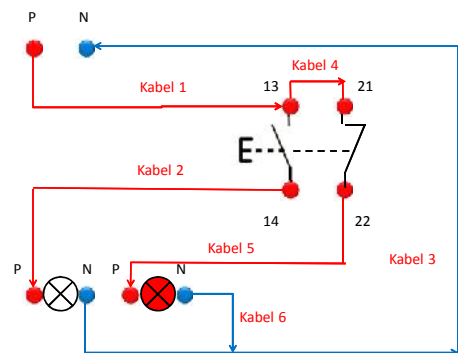 P N
Kabel 4
13 21
Kabel 1
E
Kabel 2
14 22
Kabel 5
Kabel 3
P N P N
Kabel 6